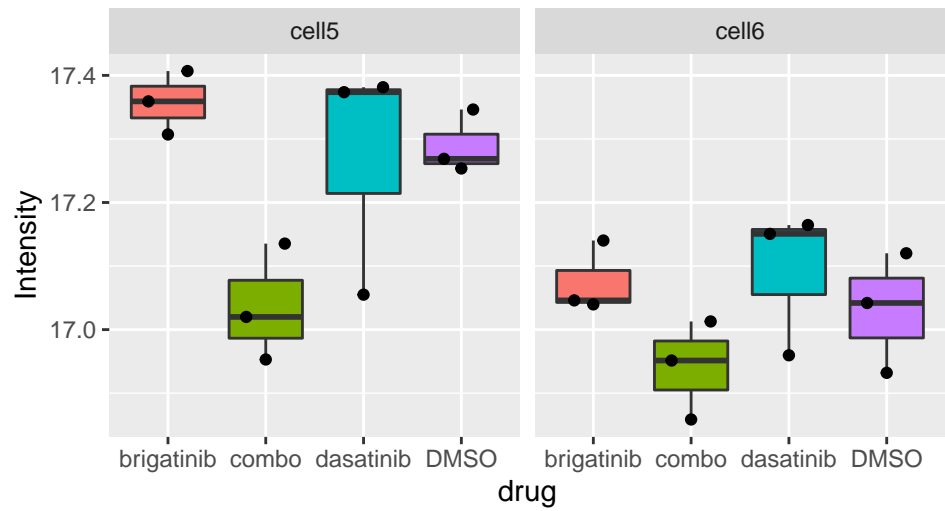 cell5 cell6
17.4
17.2
17.0
Intensity
brigatinib combo dasatinib DMSO brigatinib combo dasatinib DMSO
drug